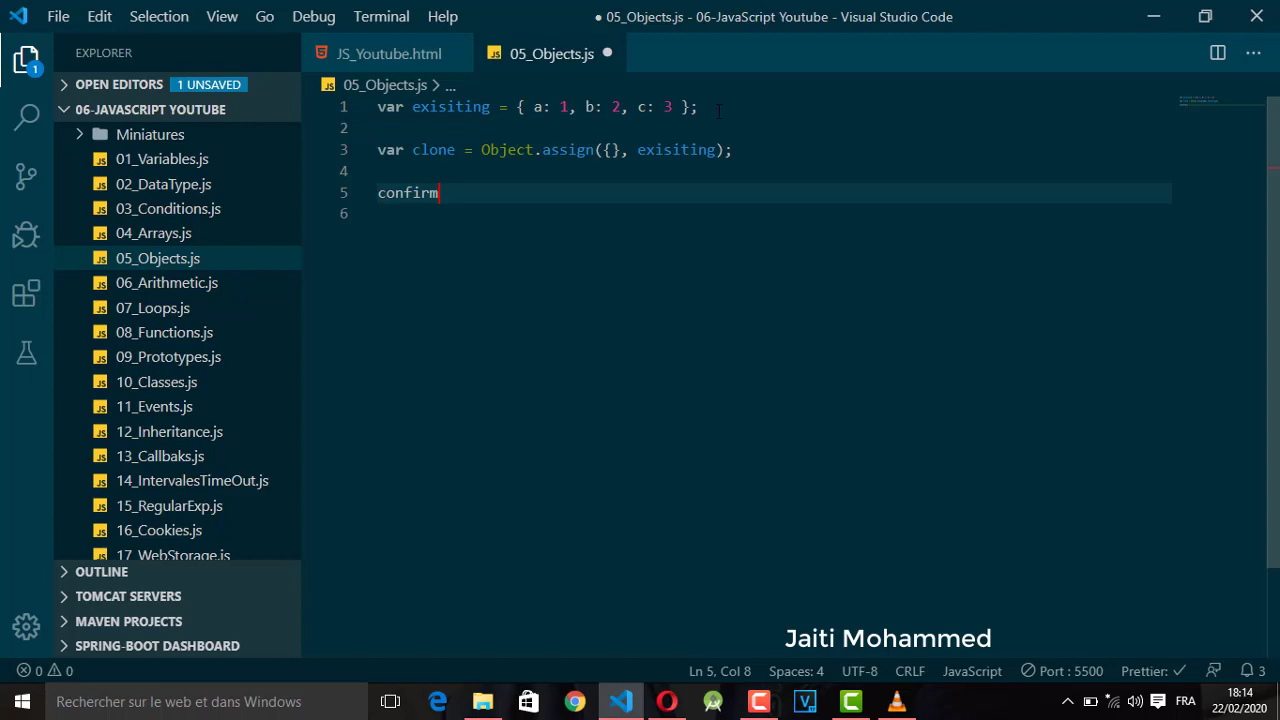 File Edit Selection View Go Debug Terminal Help
● 05_Objects.js - 06-JavaScript Youtube - Visual Studio Code
EXPLORER
JS_Youtube.html
05_Objects.js
OPEN EDITORS 1 UNSAVED
06-JAVASCRIPT YOUTUBE
Miniatures
01_Variables.js
02_DataType.js
03_Conditions.js
04_Arrays.js
05_Objects.js
06_Arithmetic.js
07_Loops.js
08_Functions.js
09_Prototypes.js
10_Classes.js
11_Events.js
12_Inheritance.js
13_Callbaks.js
14_IntervalesTimeOut.js
15_RegularExp.js
16_Cookies.js
17_WebStorage.js
OUTLINE
TOMCAT SERVERS
MAVEN PROJECTS
SPRING-BOOT DASHBOARD
1
05_Objects.js > ...
1 var exisiting = { a: 1, b: 2, c: 3 };
2
3 var clone = Object.assign({}, exisiting);
4
5 confirm
6
Jaiti Mohammed
0 0
Ln 5, Col 8 Spaces: 4 UTF-8 CRLF JavaScript Port : 5500 Prettier: ✓ 3
Rechercher sur le web et dans Windows
FRA
18:14
22/02/2020